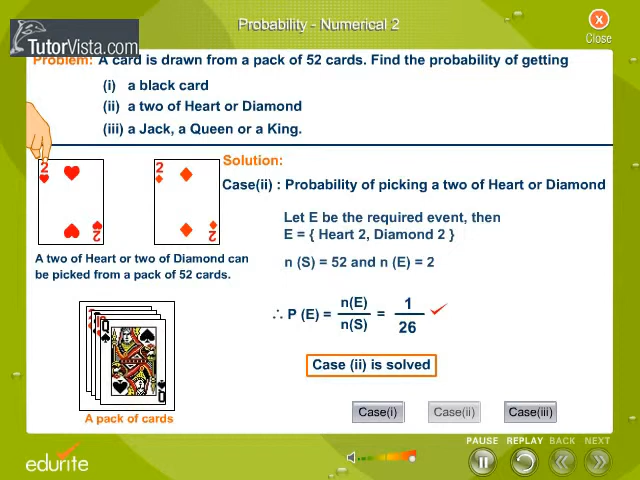 Probability - Numerical 2
Close
TutorVista.com
Problem: A card is drawn from a pack of 52 cards. Find the probability of getting
(i) a black card
(ii) a two of Heart or Diamond
(iii) a Jack, a Queen or a King.
2
2
2
2
A two of Heart or two of Diamond can
be picked from a pack of 52 cards.
Solution:
Case(ii) : Probability of picking a two of Heart or Diamond
Let E be the required event, then
E = { Heart 2, Diamond 2 }
n (S) = 52 and n (E) = 2
∴ P (E) = n(E) / n(S) = 1 / 26
Case (ii) is solved
Q
Q
A pack of cards
Case(i) Case(ii) Case(iii)
PAUSE REPLAY BACK NEXT
edurite